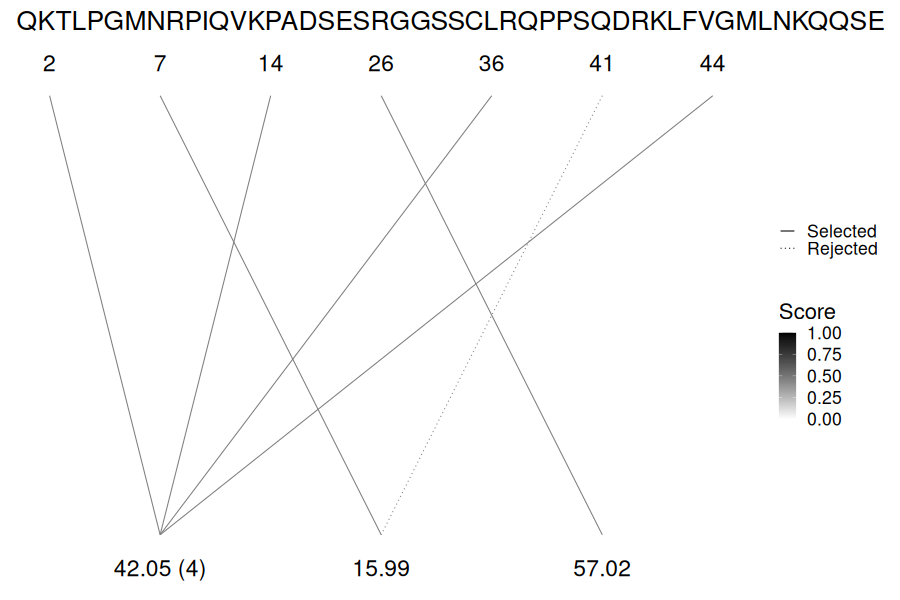 QKTLPGMNRPIQVKPADSESRGGSSCLRQPPSQDRKLFVGMLNKQQSE
2 7 14 26 36 41 44
Selected
Rejected
Score
1.00
0.75
0.50
0.25
0.00
42.05 (4) 15.99 57.02